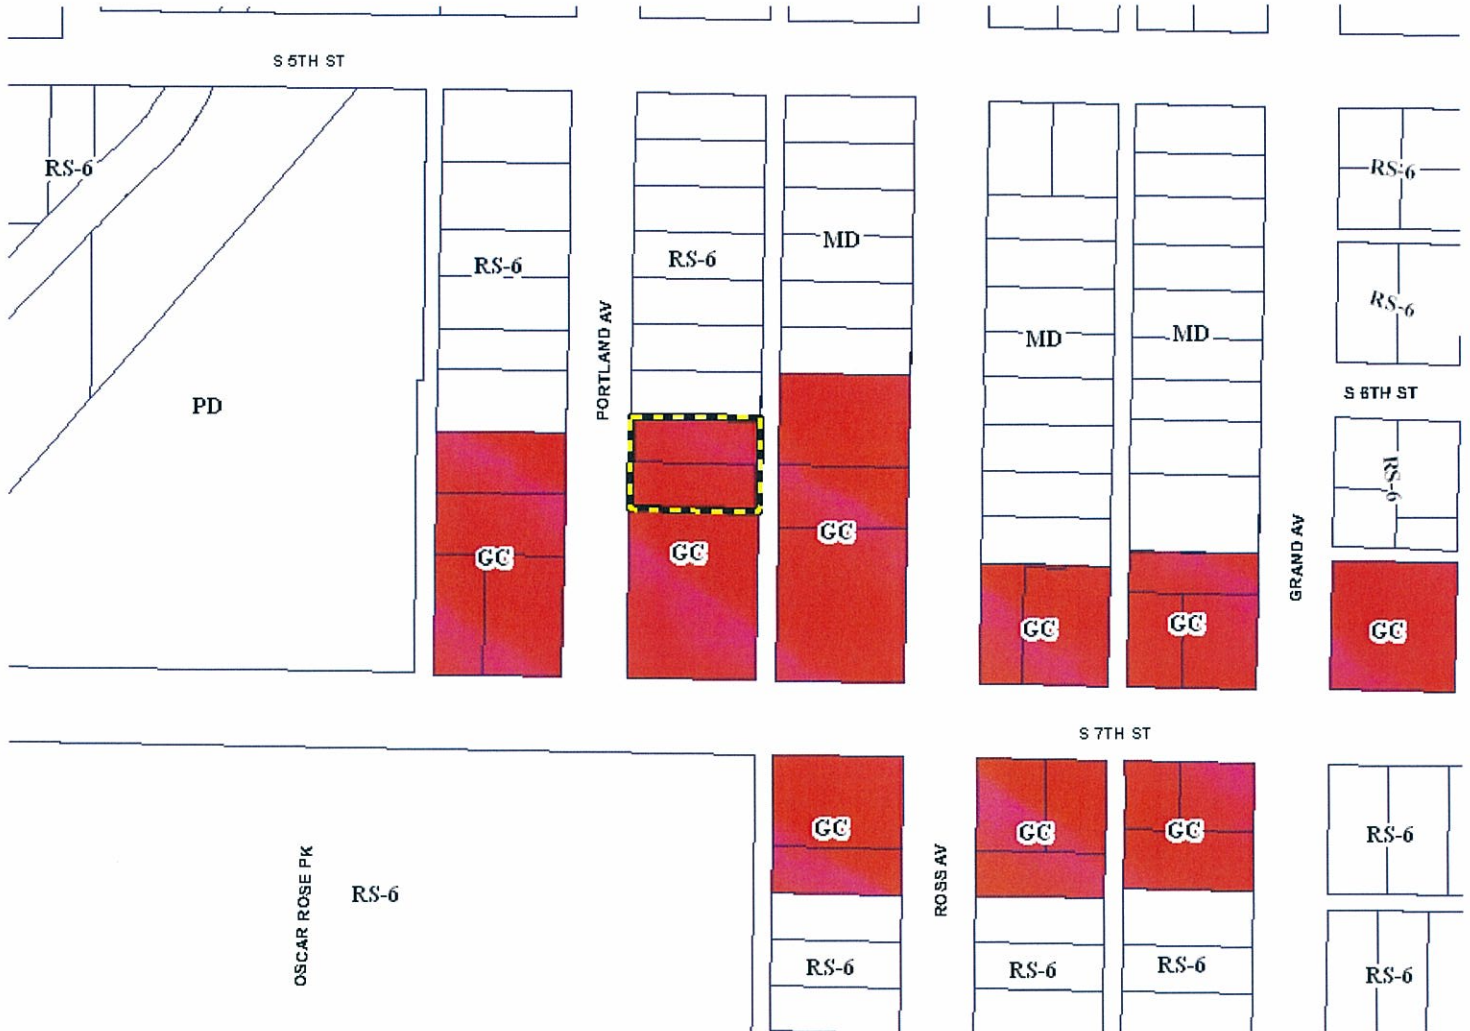 S 5TH ST
RS-6
RS-6
RS-6
MD
RS-6
RS-6
PORTLAND AV
MD
MD
S 6TH ST
PD
RS-6
GC
GC
GC
GRAND AV
GC
GC
GC
S 7TH ST
GC
GC
GC
RS-6
OSCAR ROSE PK
RS-6
ROSS AV
RS-6
RS-6
RS-6
RS-6